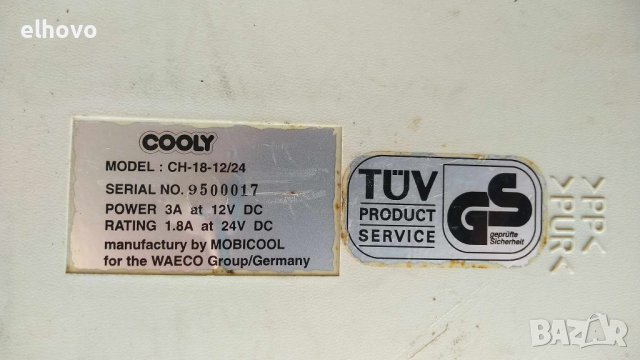 elhovo
COOLY
MODEL : CH-18-12/24
SERIAL NO. 9500017
POWER 3A at 12V DC
RATING 1.8A at 24V DC
manufactury by MOBICOOL
for the WAECO Group/Germany
TÜV
PRODUCT
SERVICE
GS
geprüfte
Sicherheit
>PP<
>PUR<
BAZAR